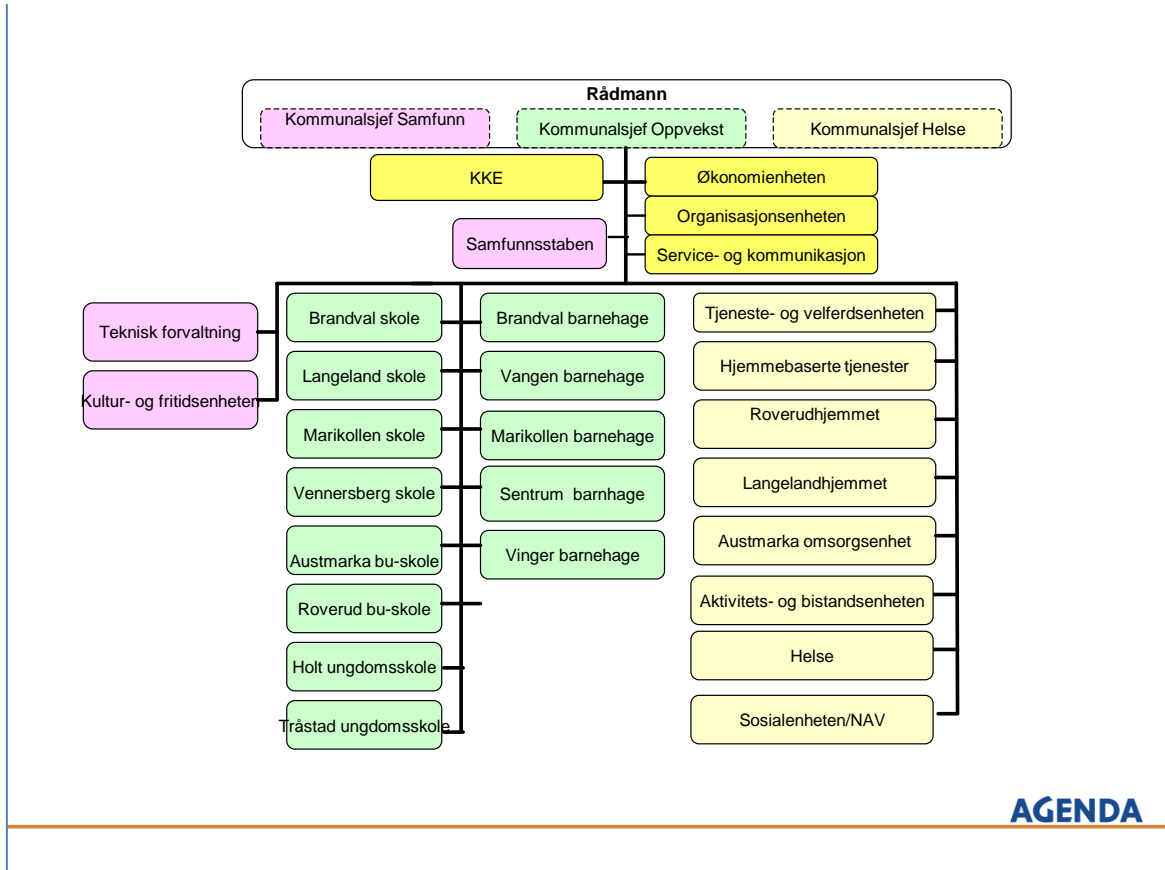 Rådmann
Kommunalsjef Samfunn
Kommunalsjef Oppvekst
Kommunalsjef Helse
KKE
Økonomienheten
Organisasjonsenheten
Samfunnsstaben
Service- og kommunikasjon
Teknisk forvaltning
Kultur- og fritidsenheten
Brandval skole
Langeland skole
Marikollen skole
Vennersberg skole
Austmarka bu-skole
Roverud bu-skole
Holt ungdomsskole
Tråstad ungdomsskole
Brandval barnehage
Vangen barnehage
Marikollen barnehage
Sentrum barnhage
Vinger barnehage
Tjeneste- og velferdsenheten
Hjemmebaserte tjenester
Roverudhjemmet
Langelandhjemmet
Austmarka omsorgsenhet
Aktivitets- og bistandsenheten
Helse
Sosialenheten/NAV
AGENDA